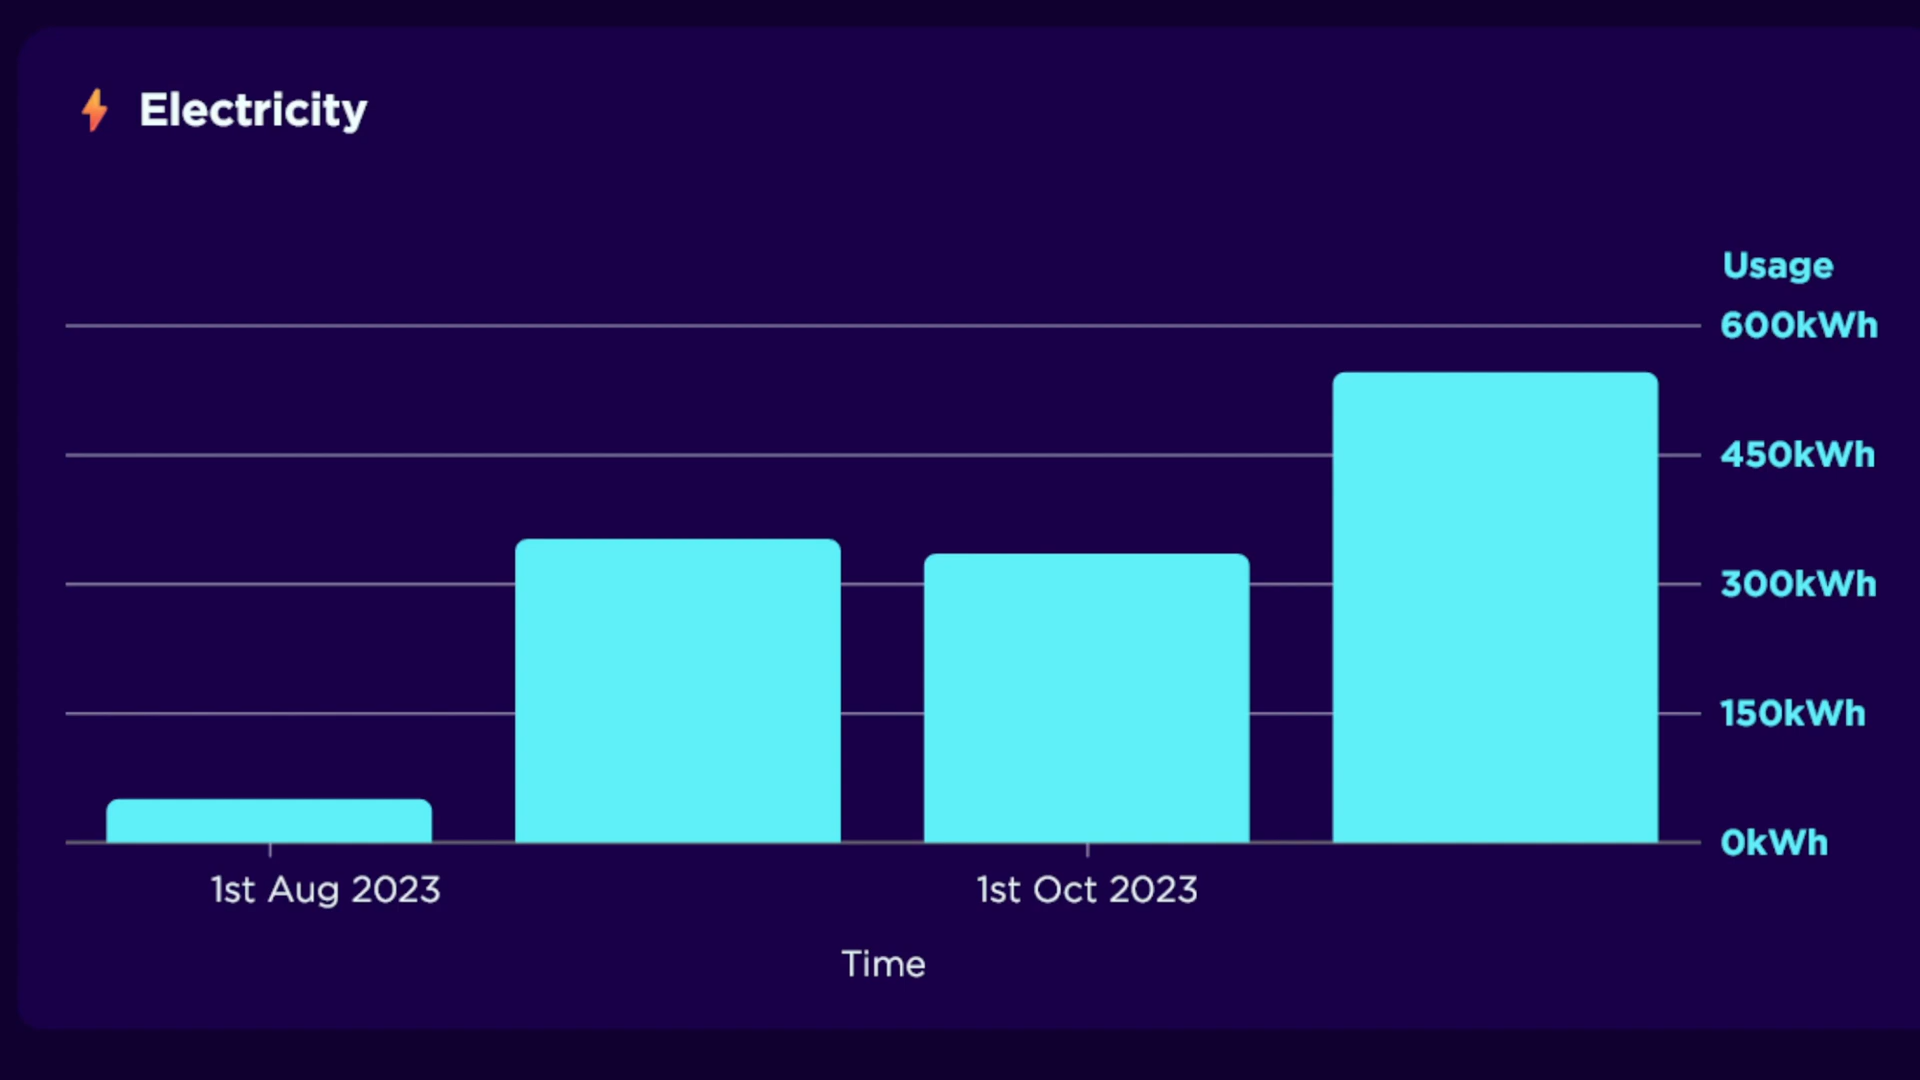 Electricity
Usage
600kWh
450kWh
300kWh
150kWh
0kWh
1st Aug 2023
1st Oct 2023
Time